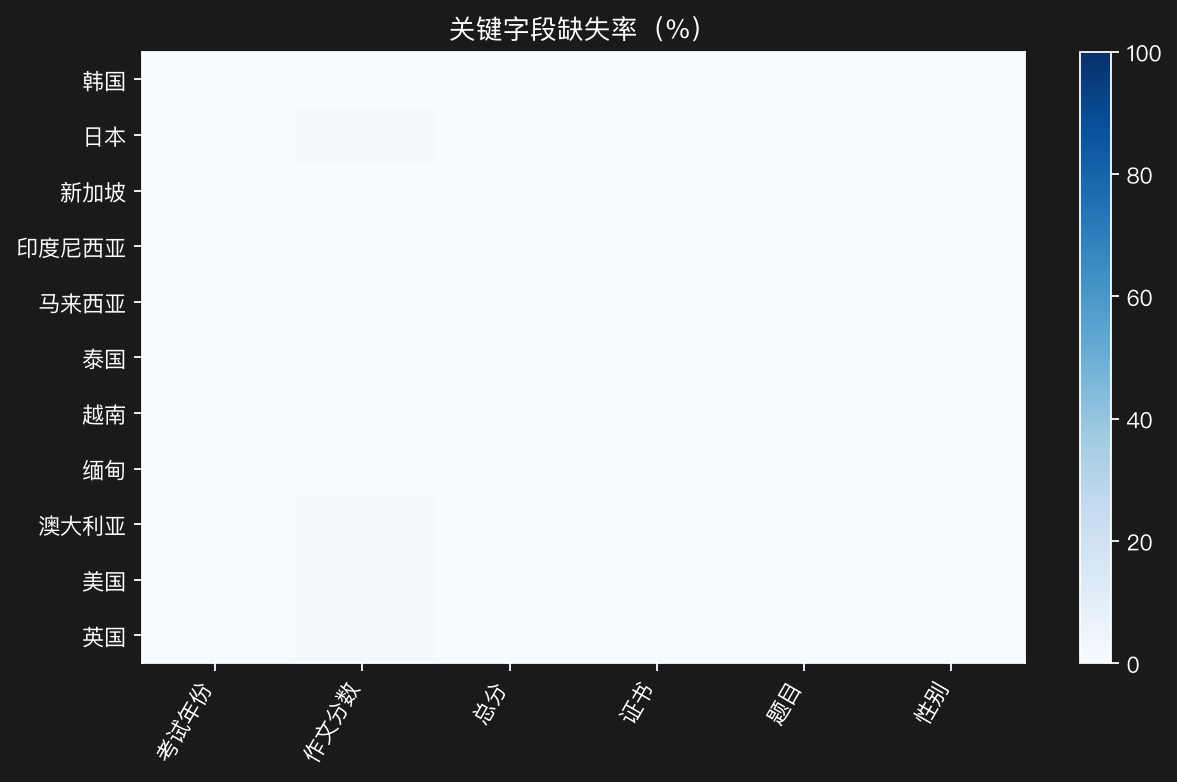 关键字段缺失率（%）
韩国
日本
新加坡
印度尼西亚
马来西亚
泰国
越南
缅甸
澳大利亚
美国
英国
考试年份
作文分数
总分
证书
题目
性别
100
80
60
40
20
0